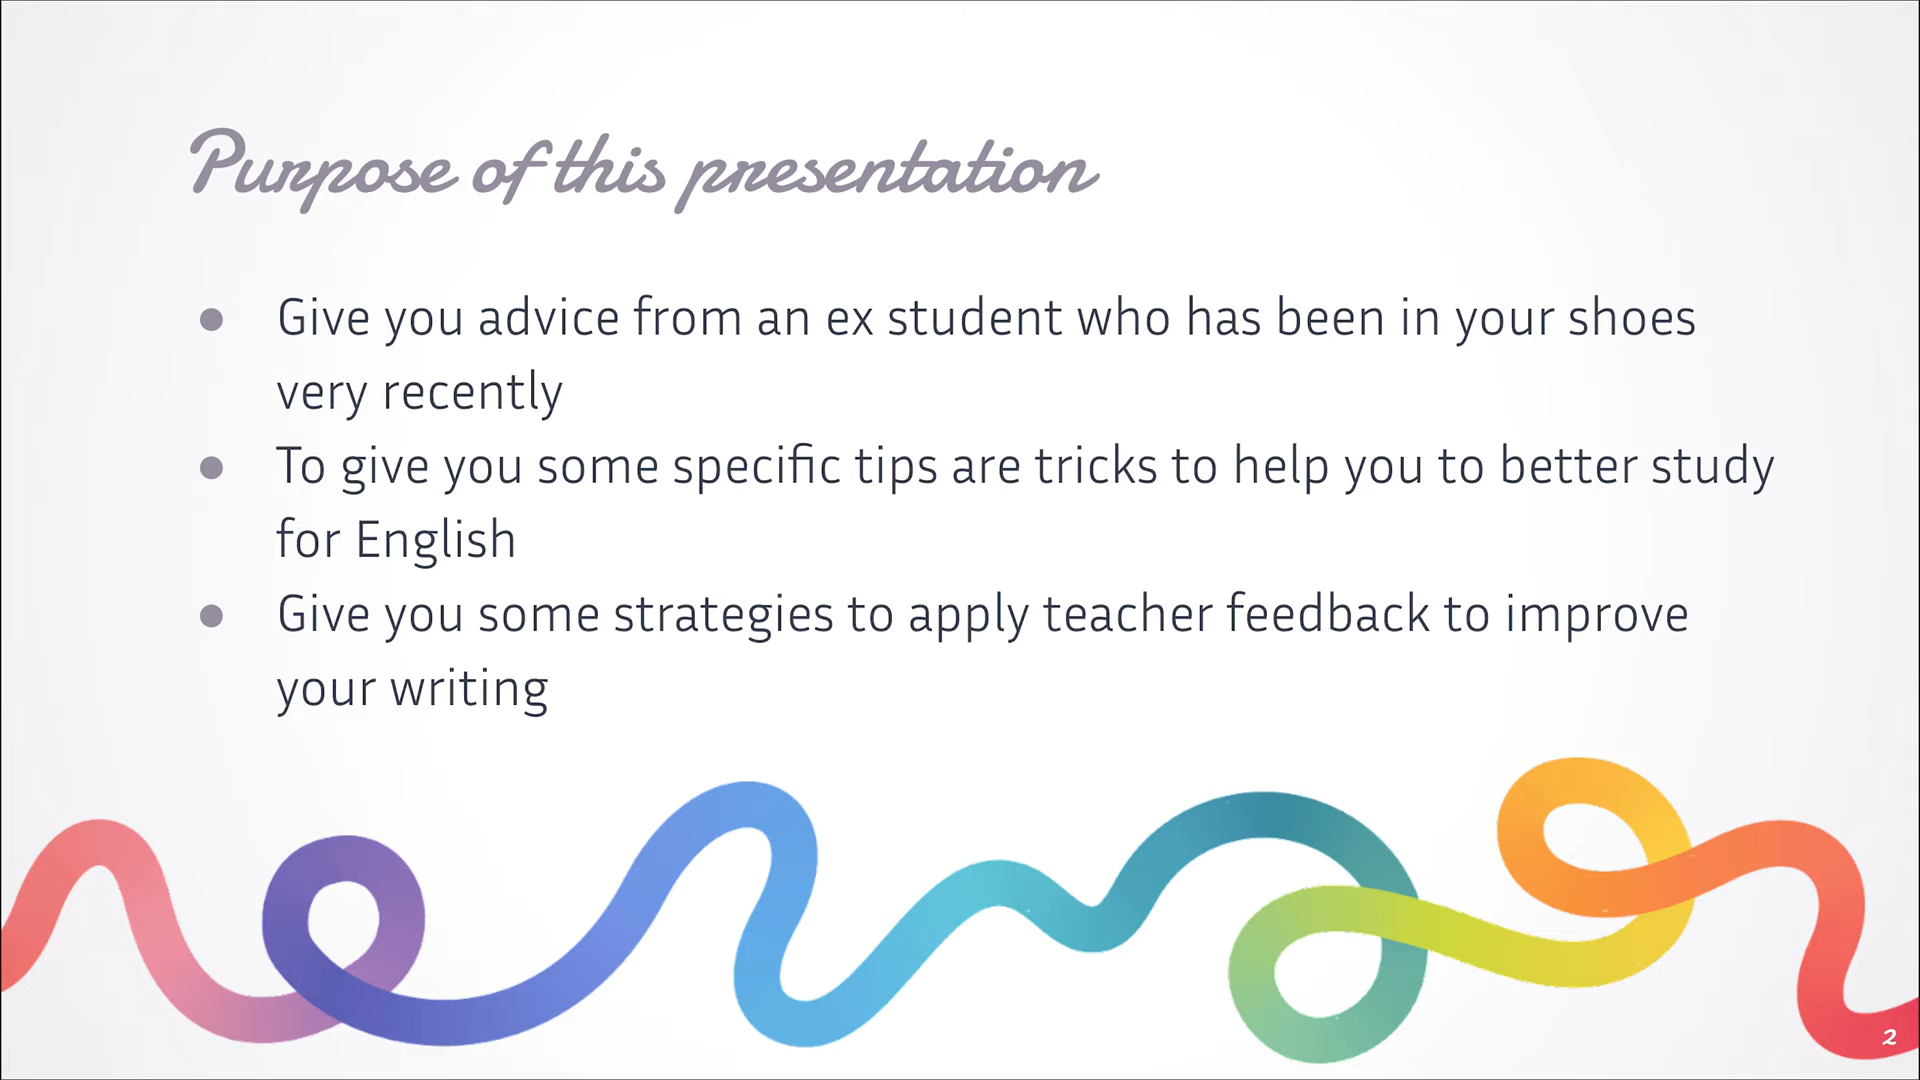 Purpose of this presentation
● Give you advice from an ex student who has been in your shoes
very recently
● To give you some specific tips are tricks to help you to better study
for English
● Give you some strategies to apply teacher feedback to improve
your writing
2